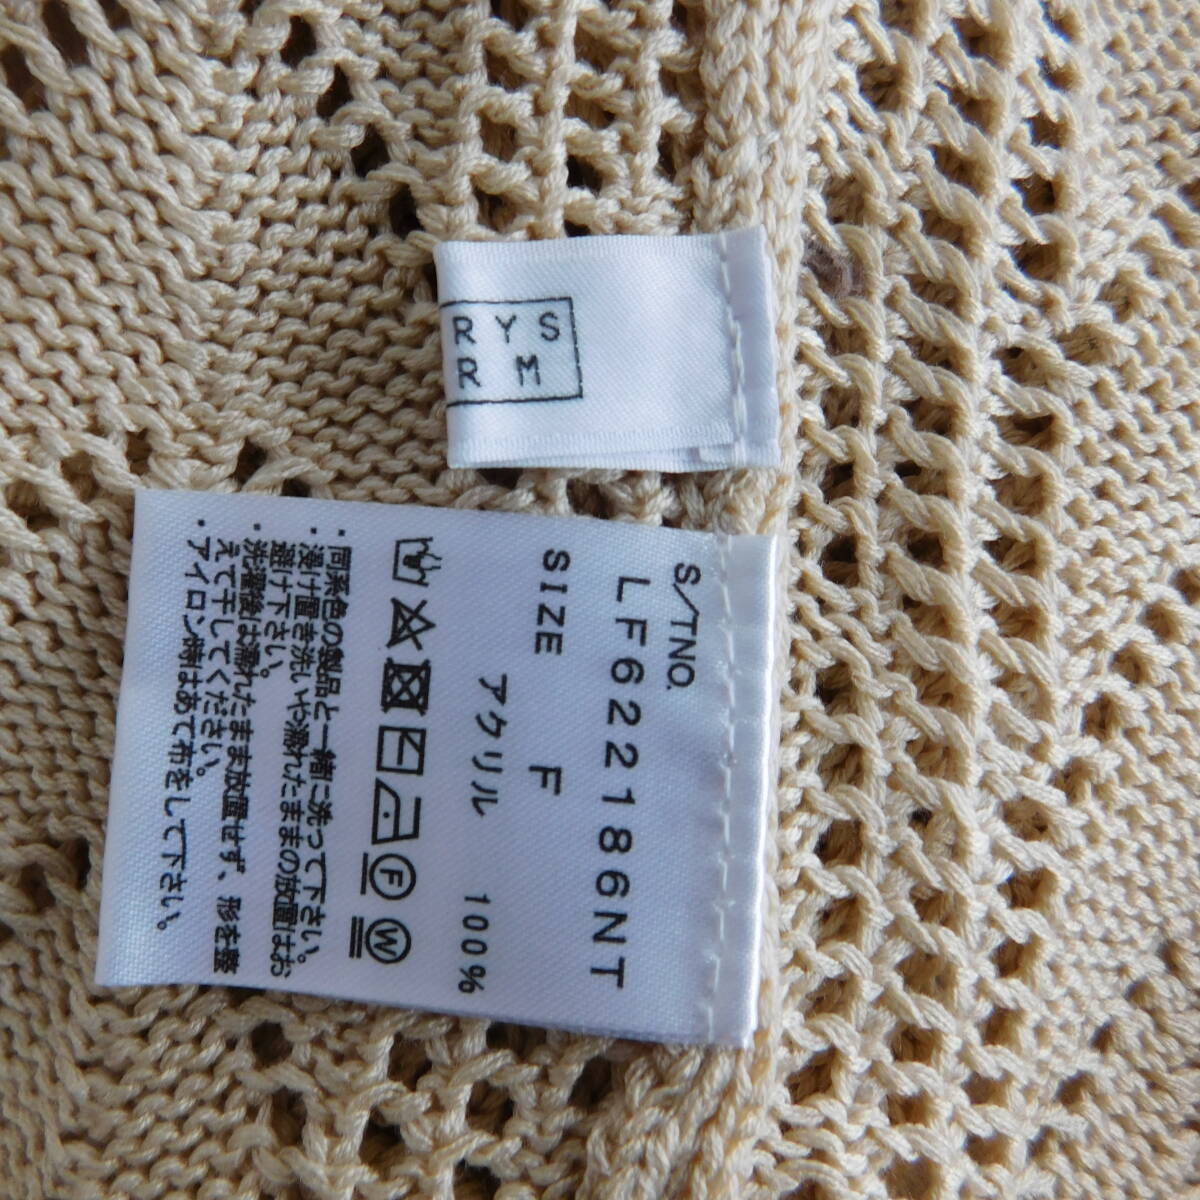 RYS
RM
S/TNO.
LF622186NT
SIZE F
アクリル 100%
F W
・同系色の製品と一緒に洗って下さい。
・浸け置き洗いや濡れたままの放置はお
避け下さい。
・洗濯後は濡れたまま放置せず、形を整
えて干してください。
・アイロン時はあて布をして下さい。